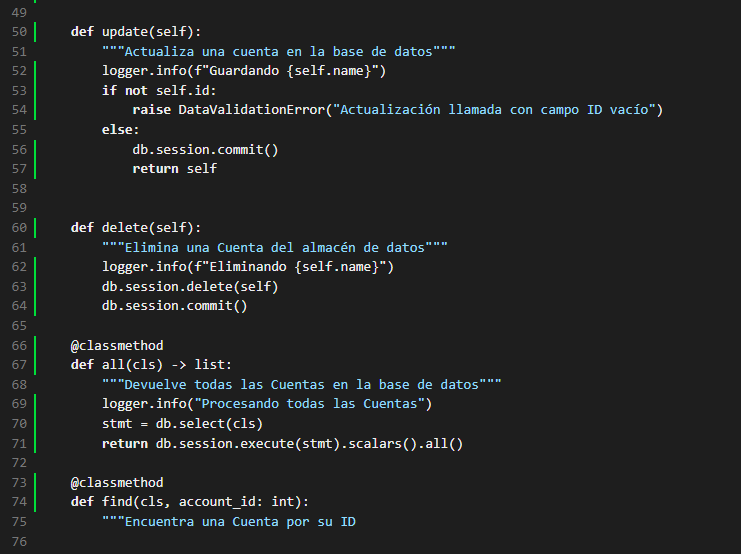 49
50 def update(self):
51 """Actualiza una cuenta en la base de datos"""
52 logger.info(f"Guardando {self.name}")
53 if not self.id:
54 raise DataValidationError("Actualización llamada con campo ID vacío")
55 else:
56 db.session.commit()
57 return self
58
59
60 def delete(self):
61 """Elimina una Cuenta del almacén de datos"""
62 logger.info(f"Eliminando {self.name}")
63 db.session.delete(self)
64 db.session.commit()
65
66 @classmethod
67 def all(cls) -> list:
68 """Devuelve todas las Cuentas en la base de datos"""
69 logger.info("Procesando todas las Cuentas")
70 stmt = db.select(cls)
71 return db.session.execute(stmt).scalars().all()
72
73 @classmethod
74 def find(cls, account_id: int):
75 """Encuentra una Cuenta por su ID
76